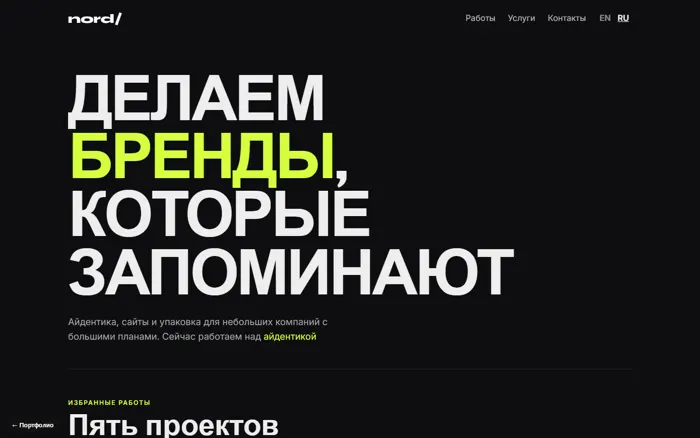 nord/
Работы Услуги Контакты EN RU
ДЕЛАЕМ
БРЕНДЫ,
КОТОРЫЕ
ЗАПОМИНАЮТ
Айдентика, сайты и упаковка для небольших компаний с
большими планами. Сейчас работаем над айдентикой
ИЗБРАННЫЕ РАБОТЫ
Пять проектов
← Портфолио